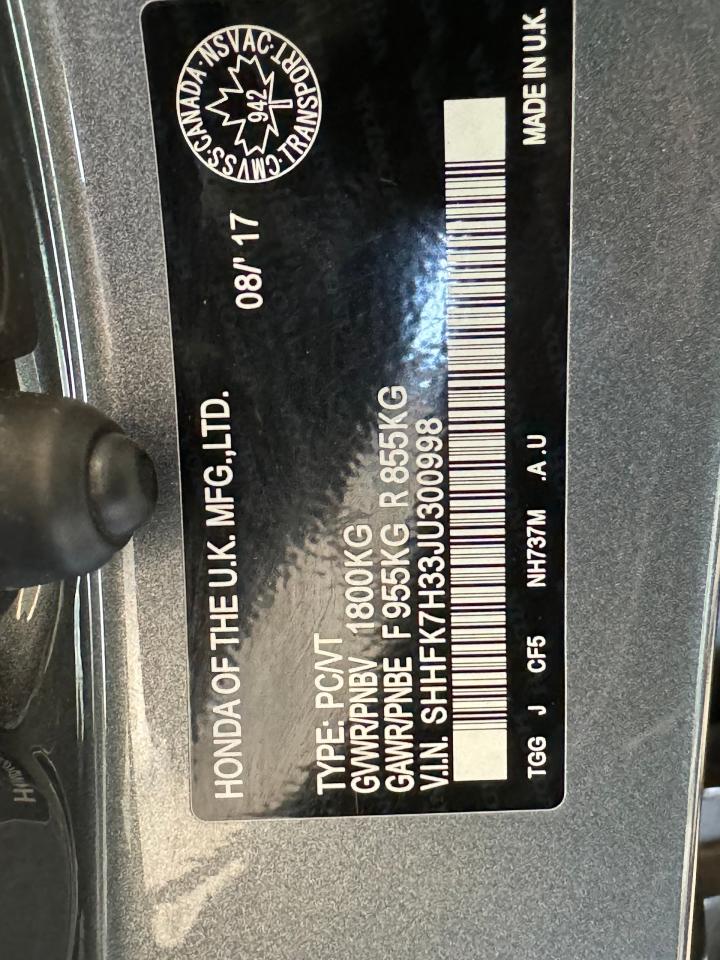 HONDA OF THE U.K. MFG.,LTD.
08/' 17
CMVSS·CANADA·NSVAC·TRANSPORT·
942
TYPE: PC/VT
GVWR/PNBV 1800KG
GAWR/PNBE F 955KG R 855KG
V.I.N. SHHFK7H33JU300998
TGG J CF5 NH737M .A.U MADE IN U.K.